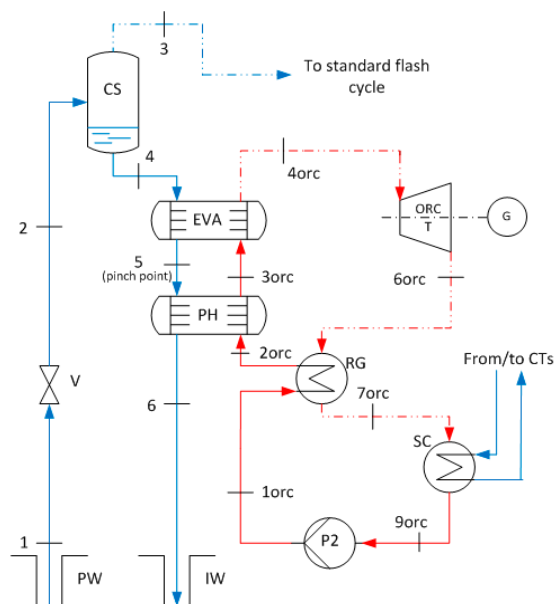 3
To standard flash
cycle
CS
4
4orc
ORC
T
G
2
EVA
5
(pinch point)
3orc
6orc
PH
2orc
RG
From/to CTs
V
7orc
6
SC
1orc
9orc
1
P2
PW
IW